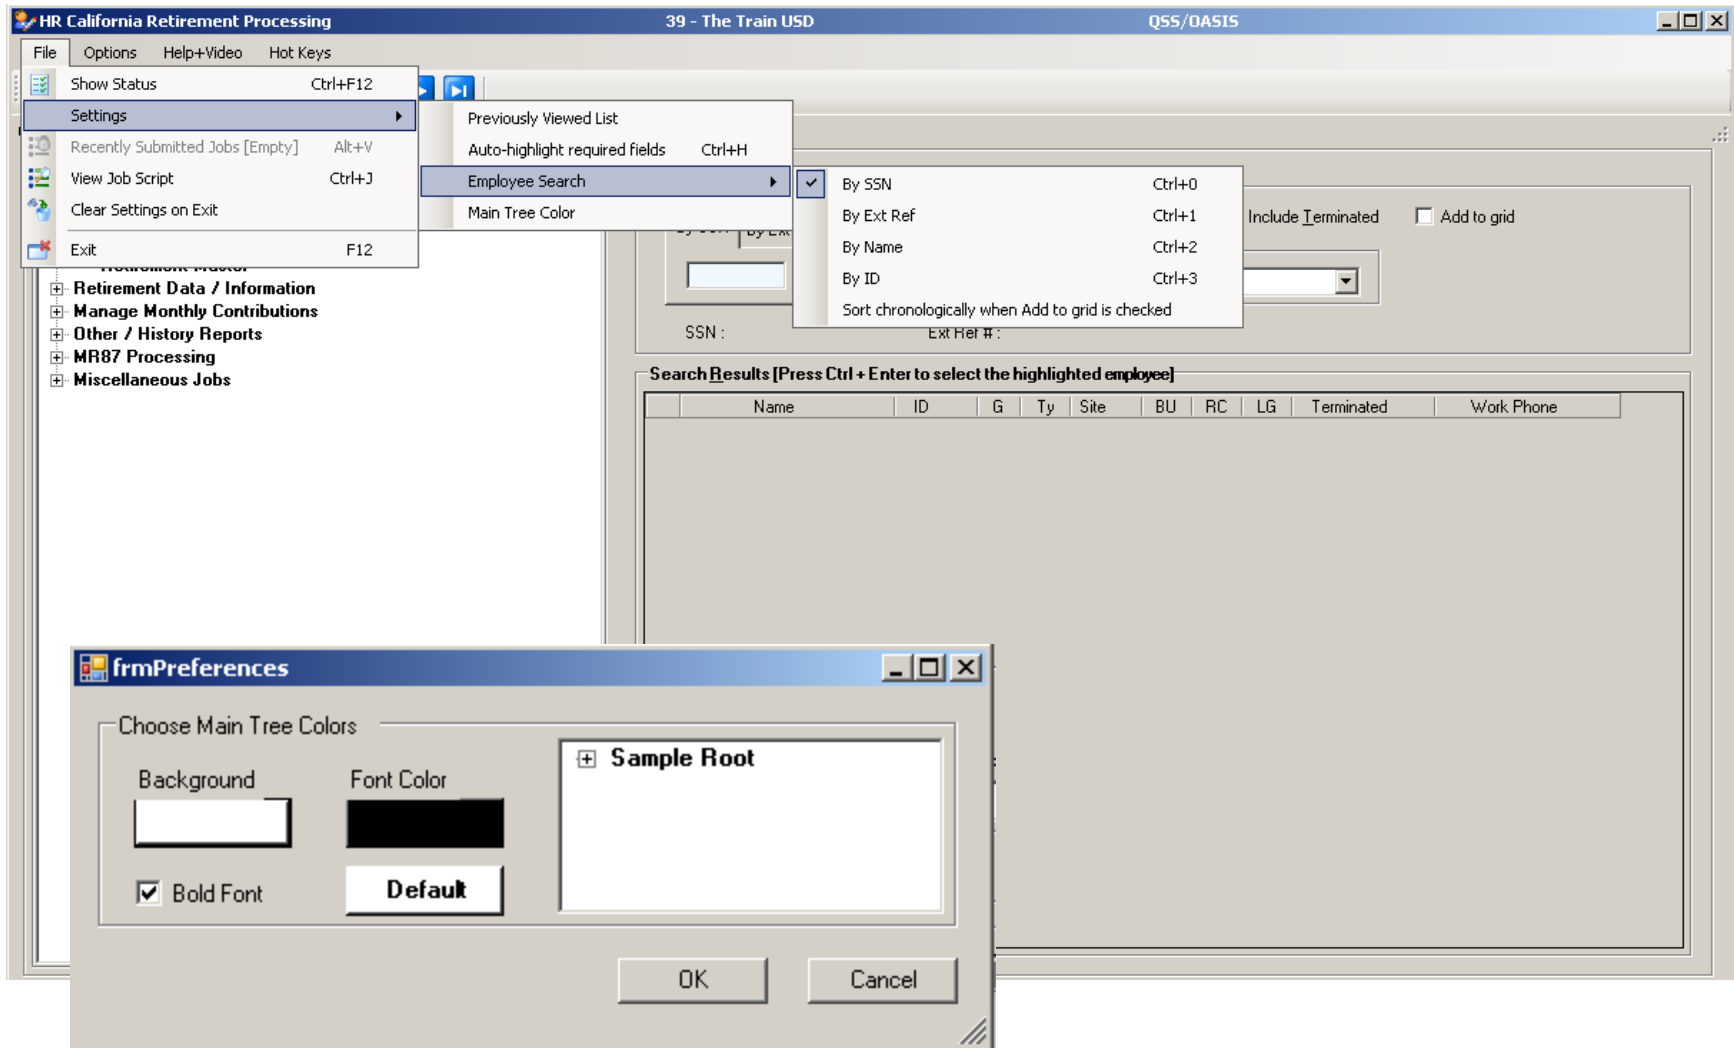 HR California Retirement Processing 39 - The Train USD QSS/OASIS
File Options Help+Video Hot Keys
Show Status Ctrl+F12
Settings
Recently Submitted Jobs [Empty] Alt+V
View Job Script Ctrl+J
Clear Settings on Exit
Exit F12
Previously Viewed List
Auto-highlight required fields Ctrl+H
Employee Search
Main Tree Color
By SSN Ctrl+0
By Ext Ref Ctrl+1
By Name Ctrl+2
By ID Ctrl+3
Sort chronologically when Add to grid is checked
Include Terminated Add to grid
Retirement Master
Retirement Data / Information
Manage Monthly Contributions
Other / History Reports
MR87 Processing
Miscellaneous Jobs
By SSN By Ext
SSN : Ext Ref # :
Search Results [Press Ctrl + Enter to select the highlighted employee]
Name ID G Ty Site BU RC LG Terminated Work Phone
frmPreferences
Choose Main Tree Colors
Background Font Color
Bold Font Default
Sample Root
OK Cancel